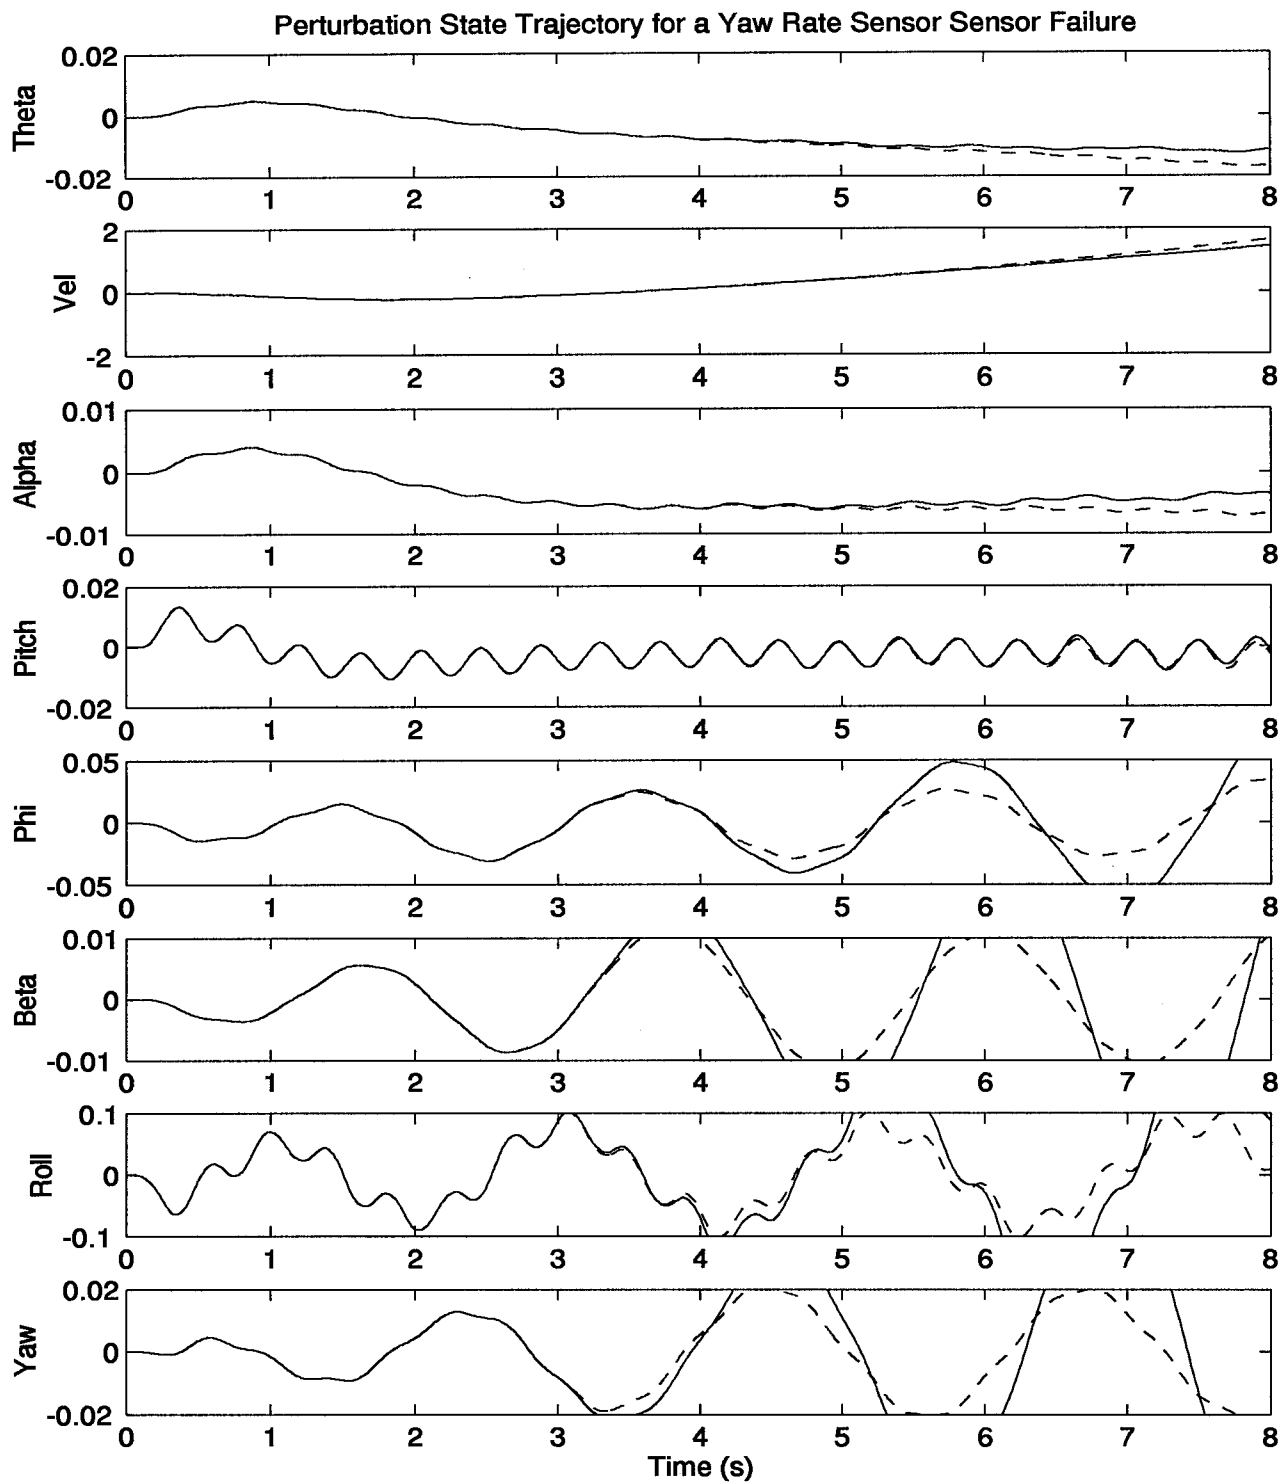 Perturbation State Trajectory for a Yaw Rate Sensor Sensor Failure
Theta
0.02
0
-0.02
0 1 2 3 4 5 6 7 8
Vel
2
0
-2
0 1 2 3 4 5 6 7 8
Alpha
0.01
0
-0.01
0 1 2 3 4 5 6 7 8
Pitch
0.02
0
-0.02
0 1 2 3 4 5 6 7 8
Phi
0.05
0
-0.05
0 1 2 3 4 5 6 7 8
Beta
0.01
0
-0.01
0 1 2 3 4 5 6 7 8
Roll
0.1
0
-0.1
0 1 2 3 4 5 6 7 8
Yaw
0.02
0
-0.02
0 1 2 3 4 5 6 7 8
Time (s)